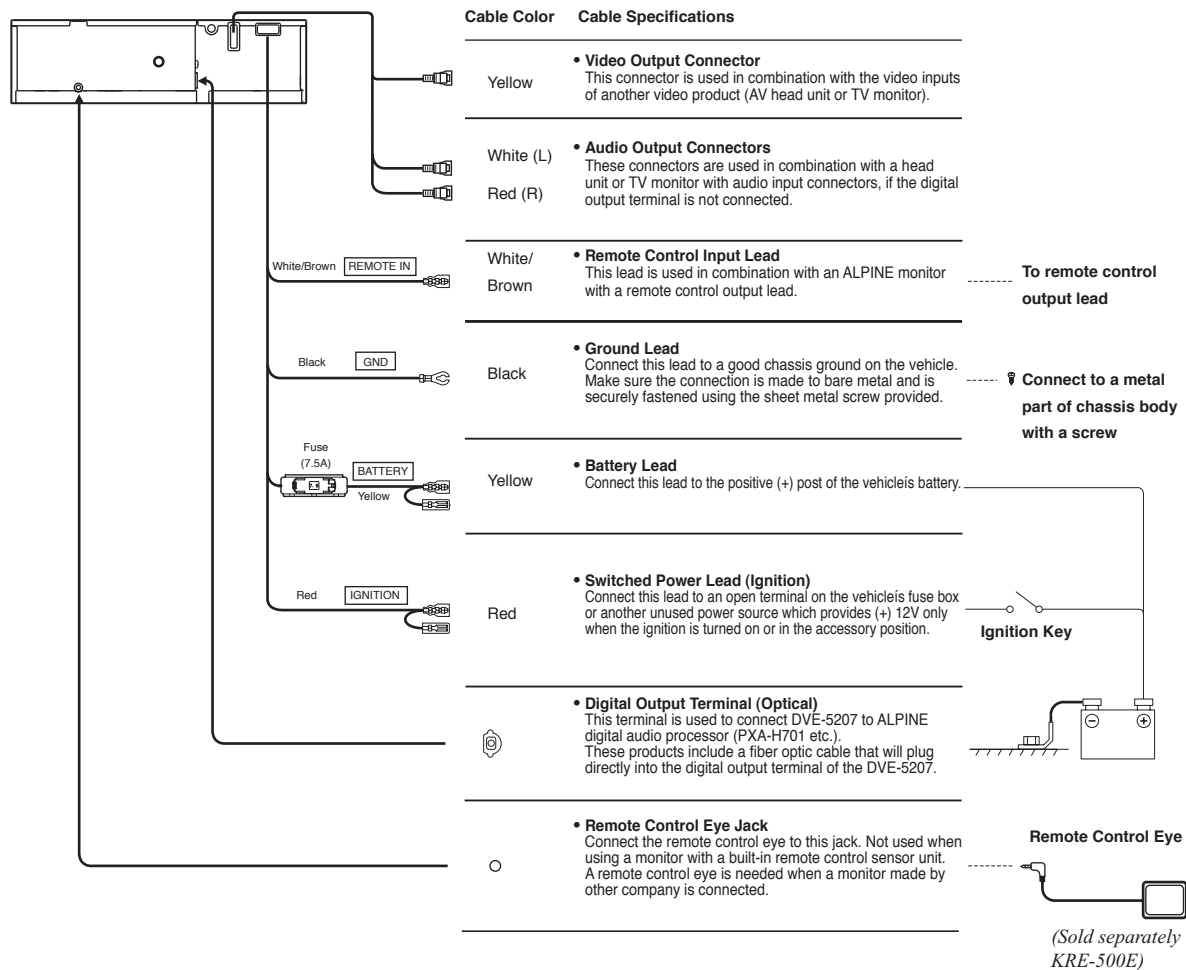 Cable Color Cable Specifications
Yellow
• Video Output Connector
This connector is used in combination with the video inputs
of another video product (AV head unit or TV monitor).
White (L)
Red (R)
• Audio Output Connectors
These connectors are used in combination with a head
unit or TV monitor with audio input connectors, if the digital
output terminal is not connected.
White/Brown REMOTE IN
White/
Brown
• Remote Control Input Lead
This lead is used in combination with an ALPINE monitor
with a remote control output lead.
To remote control
output lead
Black GND
Black
• Ground Lead
Connect this lead to a good chassis ground on the vehicle.
Make sure the connection is made to bare metal and is
securely fastened using the sheet metal screw provided.
Connect to a metal
part of chassis body
with a screw
Fuse
(7.5A)
BATTERY
Yellow
Yellow
• Battery Lead
Connect this lead to the positive (+) post of the vehicleís battery.
Red IGNITION
Red
• Switched Power Lead (Ignition)
Connect this lead to an open terminal on the vehicleís fuse box
or another unused power source which provides (+) 12V only
when the ignition is turned on or in the accessory position.
Ignition Key
• Digital Output Terminal (Optical)
This terminal is used to connect DVE-5207 to ALPINE
digital audio processor (PXA-H701 etc.).
These products include a fiber optic cable that will plug
directly into the digital output terminal of the DVE-5207.
− +
• Remote Control Eye Jack
Connect the remote control eye to this jack. Not used when
using a monitor with a built-in remote control sensor unit.
A remote control eye is needed when a monitor made by
other company is connected.
Remote Control Eye
(Sold separately
KRE-500E)